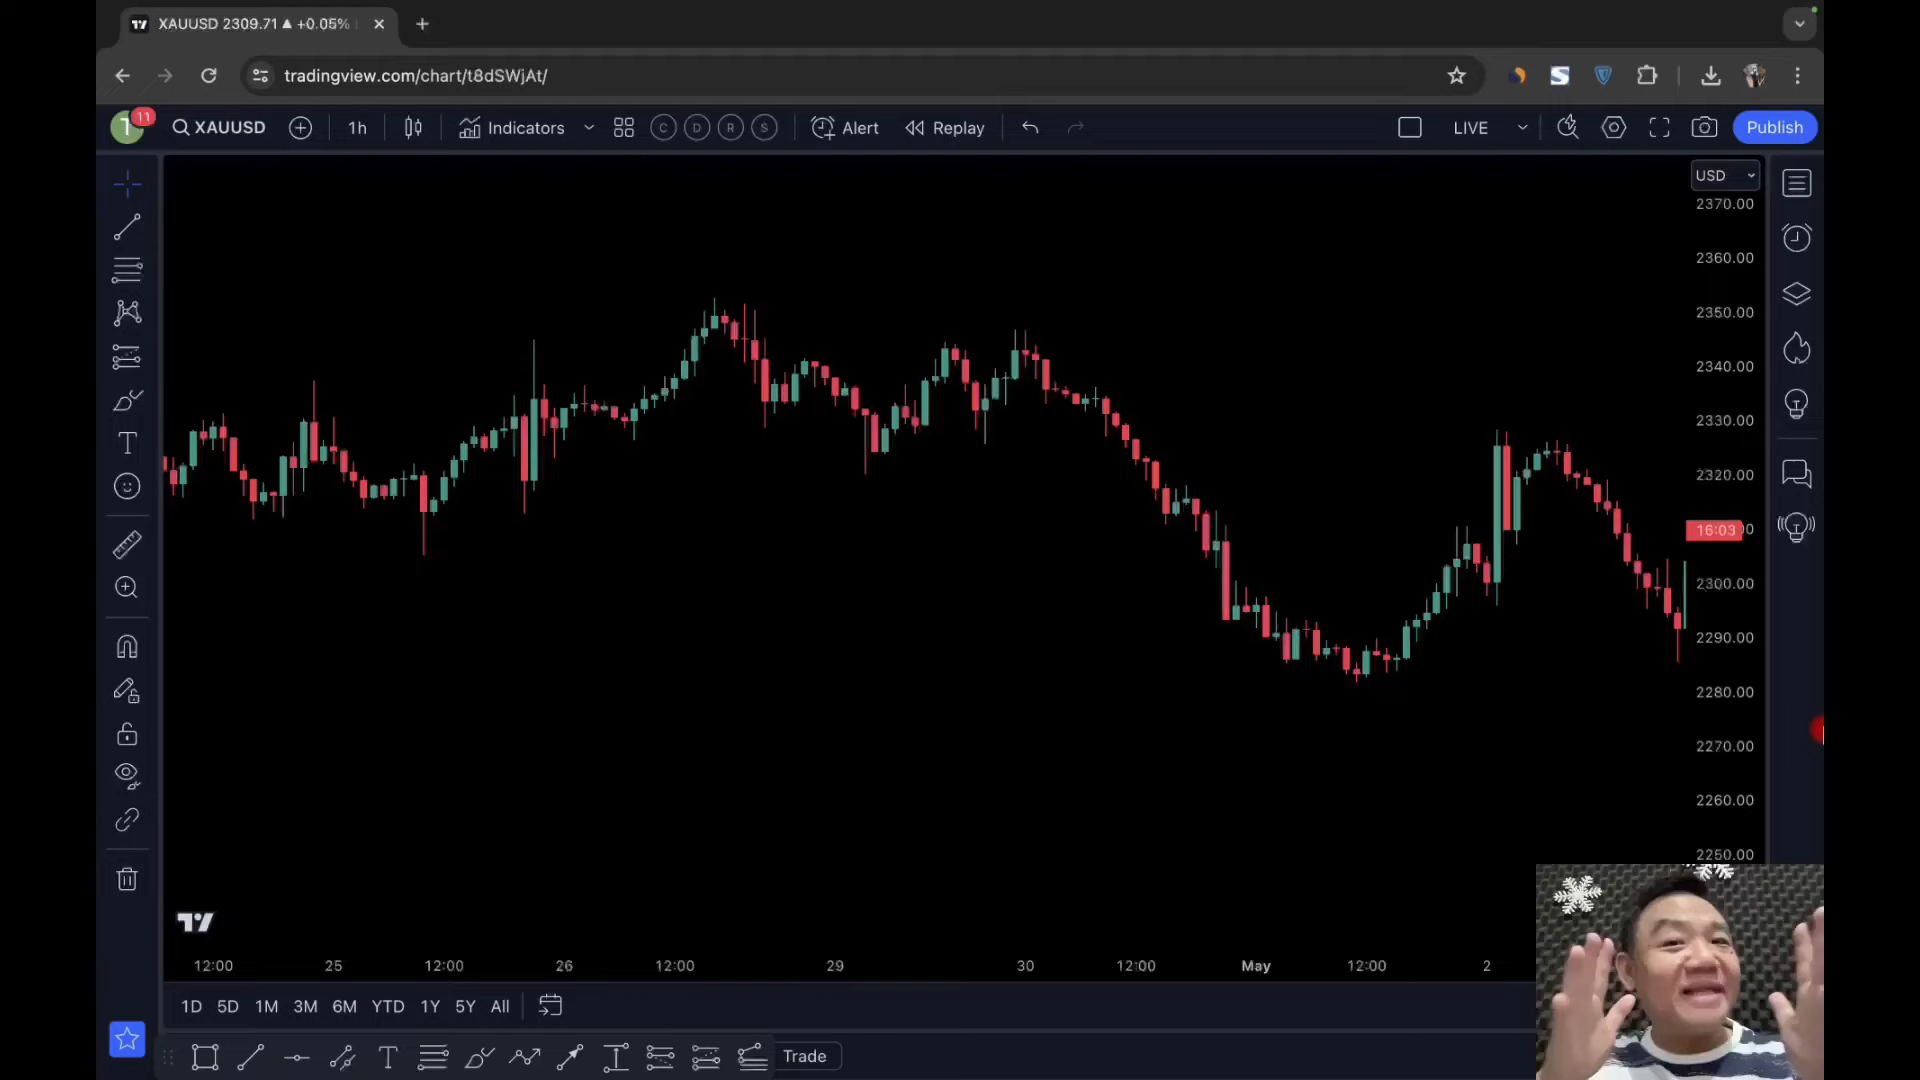 XAUUSD 2309.71 ▲ +0.05%
tradingview.com/chart/t8dSWjAt/
T 11 XAUUSD 1h Indicators C D R S Alert Replay LIVE Publish
USD
2370.00
2360.00
2350.00
2340.00
2330.00
2320.00
16:03
2300.00
2290.00
2280.00
2270.00
2260.00
2250.00
12:00 25 12:00 26 12:00 29 30 12:00 May 12:00 2
1D 5D 1M 3M 6M YTD 1Y 5Y All
Trade